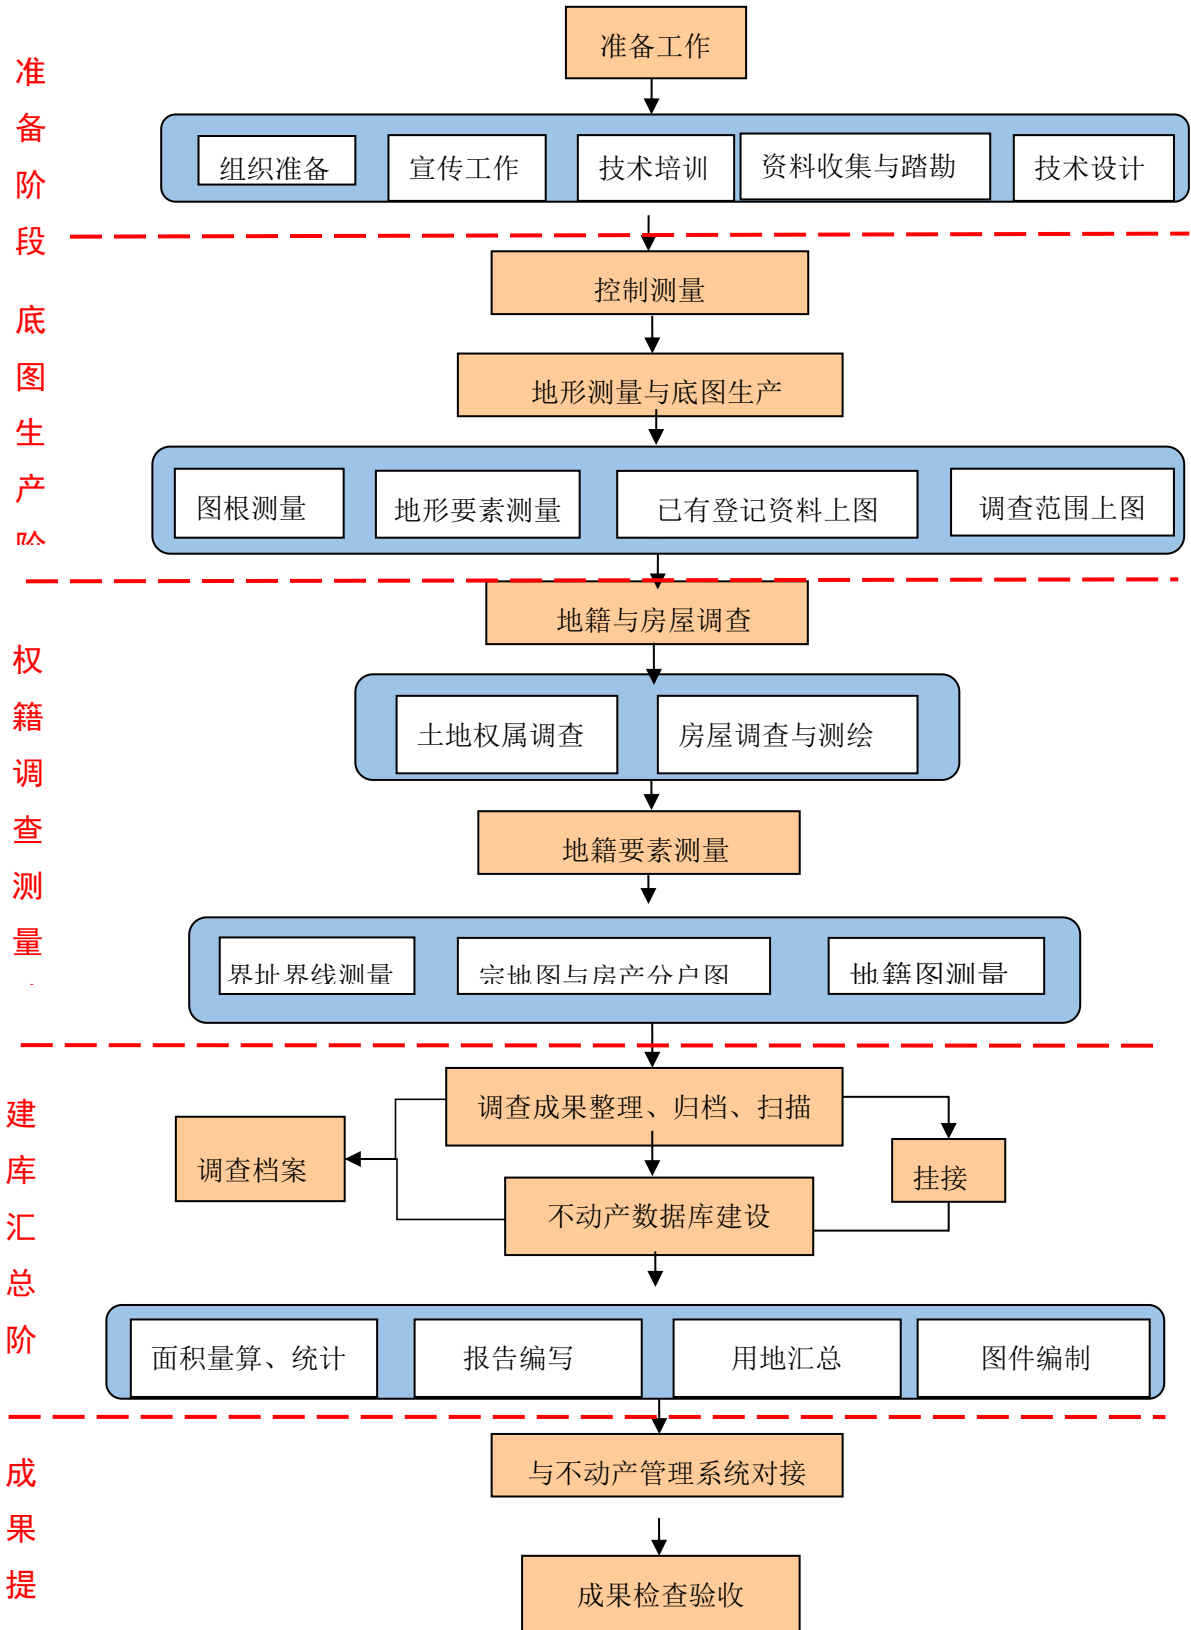 准备阶段
准备工作
组织准备
宣传工作
技术培训
资料收集与踏勘
技术设计
底图生产阶
控制测量
地形测量与底图生产
图根测量
地形要素测量
已有登记资料上图
调查范围上图
权籍调查测量
地籍与房屋调查
土地权属调查
房屋调查与测绘
地籍要素测量
界址界线测量
宗地图与房产分户图
地籍图测量
建库汇总阶
调查成果整理、归档、扫描
调查档案
挂接
不动产数据库建设
面积量算、统计
报告编写
用地汇总
图件编制
成果提
与不动产管理系统对接
成果检查验收